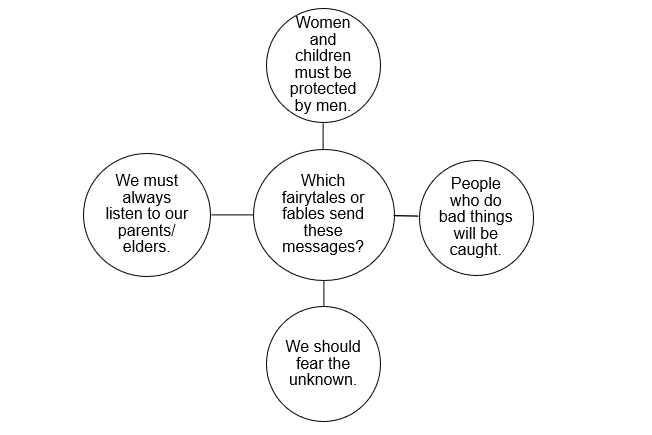 Women
and
children
must be
protected
by men.
We must
always
listen to our
parents/
elders.
Which
fairytales or
fables send
these
messages?
People
who do
bad things
will be
caught.
We should
fear the
unknown.